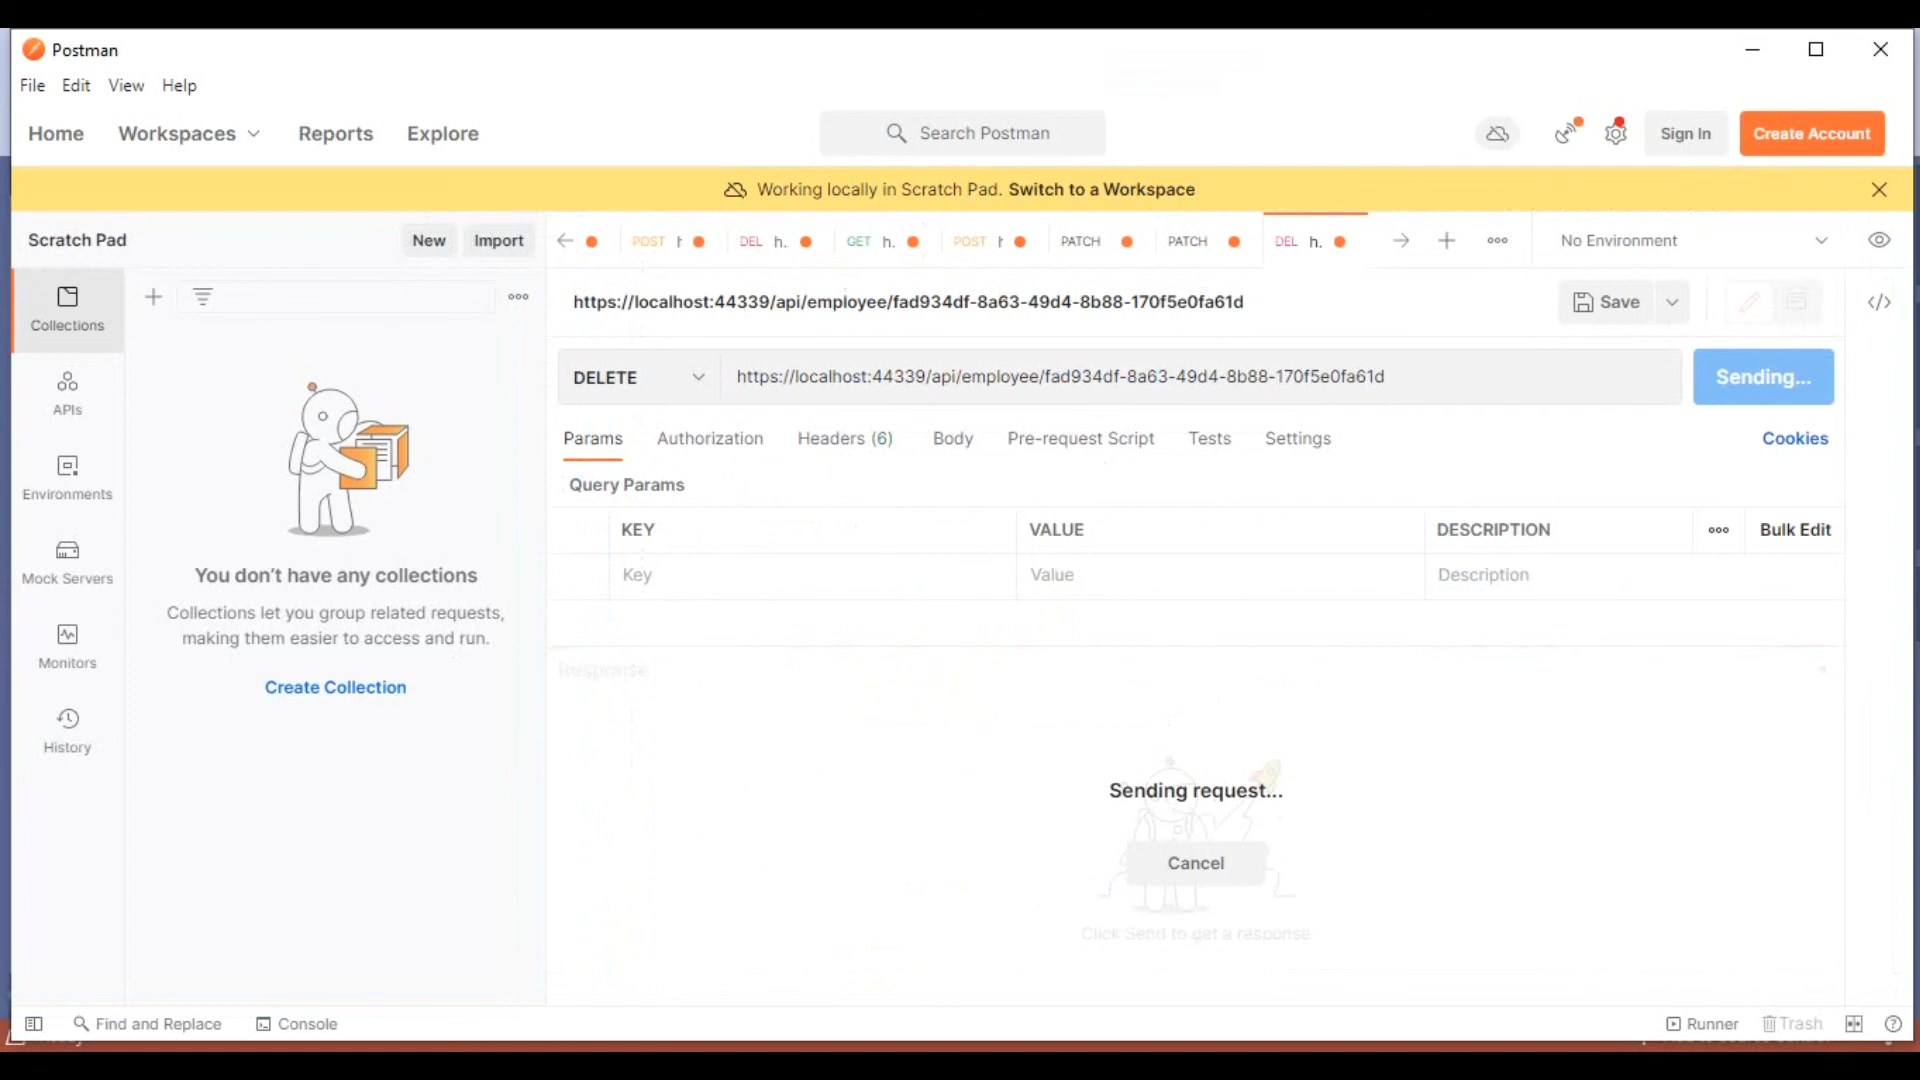 Postman
File Edit View Help
Home Workspaces Reports Explore Search Postman Sign In Create Account
Working locally in Scratch Pad. Switch to a Workspace
Scratch Pad New Import POST DEL h. GET h. POST PATCH PATCH DEL h. No Environment
https://localhost:44339/api/employee/fad934df-8a63-49d4-8b88-170f5e0fa61d Save
Collections
APIs
Environments
Mock Servers
Monitors
History
You don't have any collections
Collections let you group related requests,
making them easier to access and run.
Create Collection
DELETE https://localhost:44339/api/employee/fad934df-8a63-49d4-8b88-170f5e0fa61d Sending...
Params Authorization Headers (6) Body Pre-request Script Tests Settings Cookies
Query Params
KEY VALUE DESCRIPTION Bulk Edit
Key Value Description
Response
Sending request...
Cancel
Click Send to get a response
Find and Replace Console Runner Trash